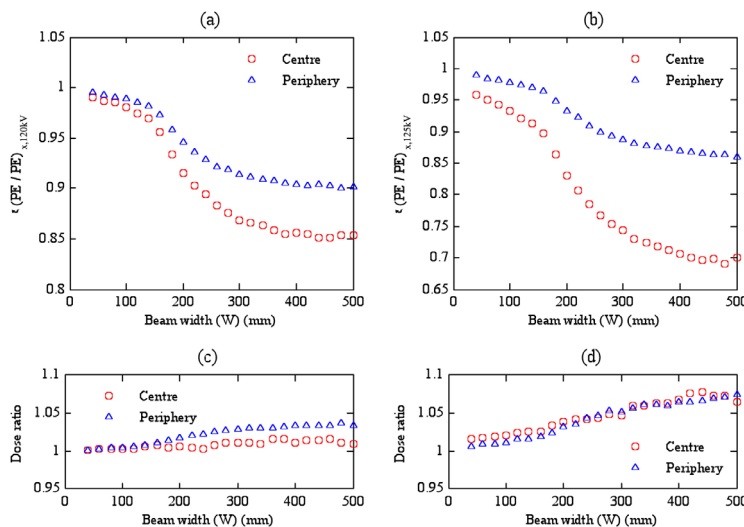 (a)
1.05
1
0.95
0.9
0.85
0.8
ε (PE / PE) x,120kV
Centre
Periphery
0
100
200
300
400
500
Beam width (W) (mm)
(b)
1.05
1
0.95
0.9
0.85
0.8
0.75
0.7
0.65
ε (PE / PE) x,125kV
Centre
Periphery
0
100
200
300
400
500
Beam width (W) (mm)
(c)
1.1
1.05
1
0.95
Dose ratio
Centre
Periphery
0
100
200
300
400
500
Beam width (W) (mm)
(d)
1.1
1.05
1
0.95
Dose ratio
Centre
Periphery
0
100
200
300
400
500
Beam width (W) (mm)